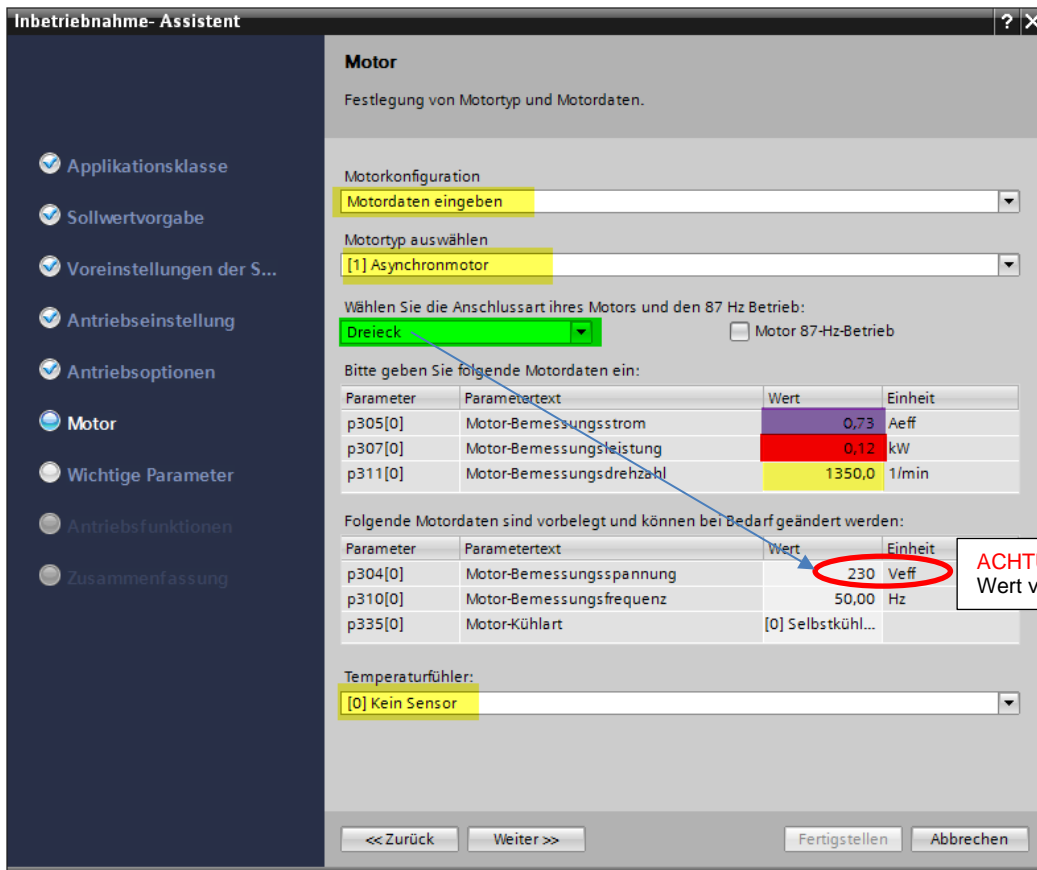 Inbetriebnahme- Assistent
? X
Motor
Festlegung von Motortyp und Motordaten.
Applikationsklasse
Sollwertvorgabe
Voreinstellungen der S...
Antriebseinstellung
Antriebsoptionen
Motor
Wichtige Parameter
Antriebsfunktionen
Zusammenfassung
Motorkonfiguration
Motordaten eingeben
Motortyp auswählen
[1] Asynchronmotor
Wählen Sie die Anschlussart ihres Motors und den 87 Hz Betrieb:
Dreieck Motor 87-Hz-Betrieb
Bitte geben Sie folgende Motordaten ein:
Parameter Parametertext Wert Einheit
p305[0] Motor-Bemessungsstrom 0,73 Aeff
p307[0] Motor-Bemessungsleistung 0,12 kW
p311[0] Motor-Bemessungsdrehzahl 1350,0 1/min
Folgende Motordaten sind vorbelegt und können bei Bedarf geändert werden:
Parameter Parametertext Wert Einheit
p304[0] Motor-Bemessungsspannung 230 Veff
p310[0] Motor-Bemessungsfrequenz 50,00 Hz
p335[0] Motor-Kühlart [0] Selbstkühl...
Wert
Temperaturfühler:
[0] Kein Sensor
<< Zurück Weiter >> Fertigstellen Abbrechen